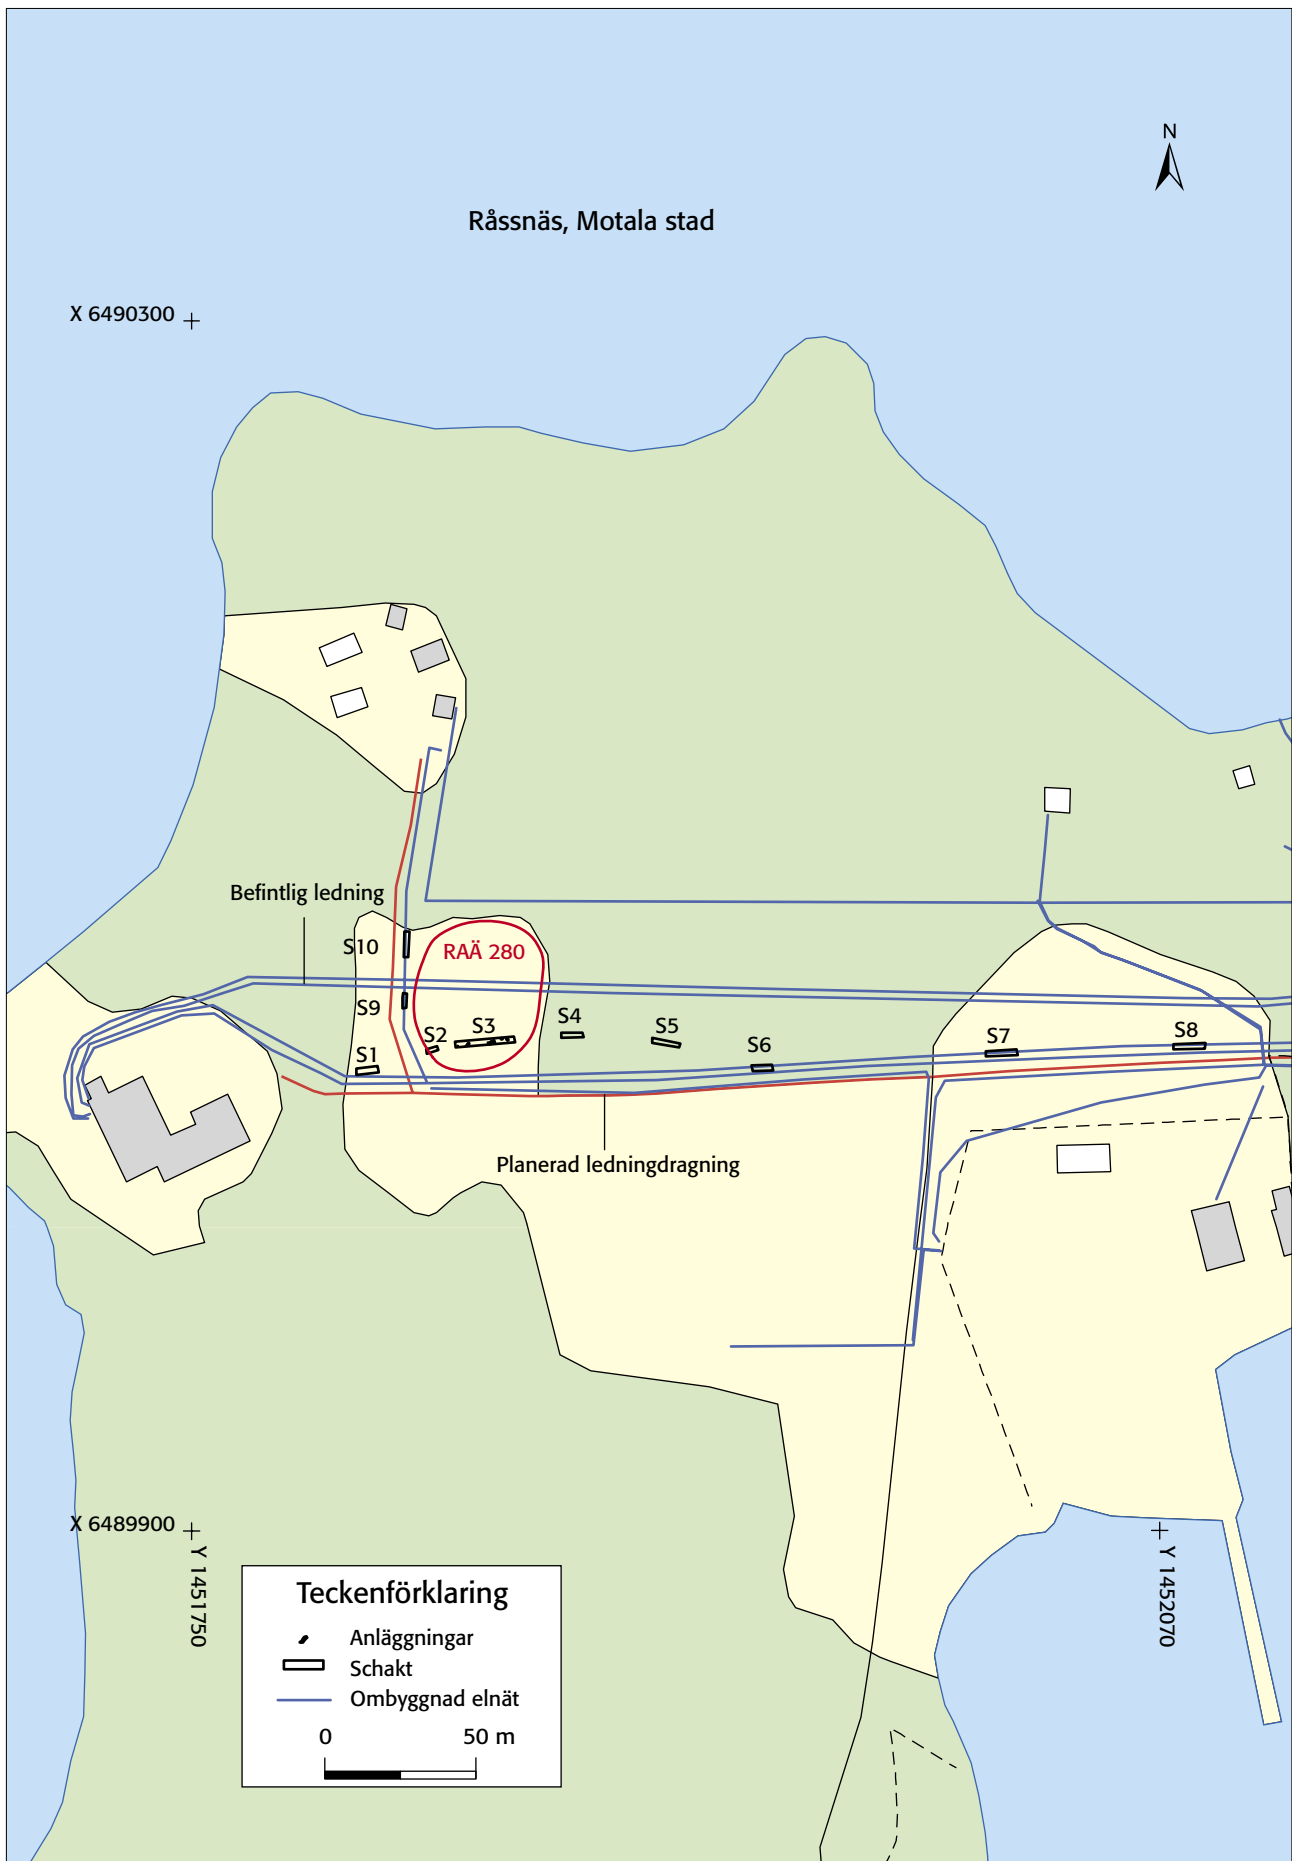 N
Råssnäs, Motala stad
X 6490300
Befintlig ledning
S10
RAÄ 280
S9
S2
S3
S4
S5
S6
S7
S8
S1
Planerad ledningdragning
X 6489900
Y 1451750
Y 1452070
Teckenförklaring
Anläggningar
Schakt
Ombyggnad elnät
0 50 m